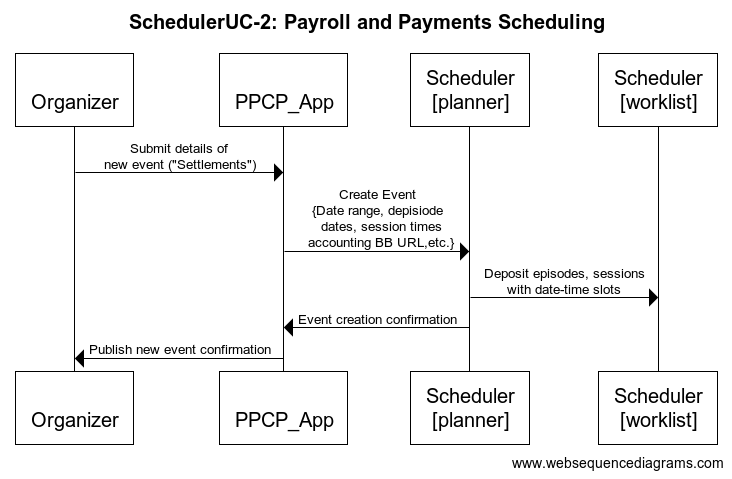 SchedulerUC-2: Payroll and Payments Scheduling
Organizer
PPCP_App
Scheduler
[planner]
Scheduler
[worklist]
Submit details of
new event ("Settlements")
Create Event
{Date range, depisiode
dates, session times
accounting BB URL,etc.}
Deposit episodes, sessions
with date-time slots
Event creation confirmation
Publish new event confirmation
Organizer
PPCP_App
Scheduler
[planner]
Scheduler
[worklist]
www.websequencediagrams.com